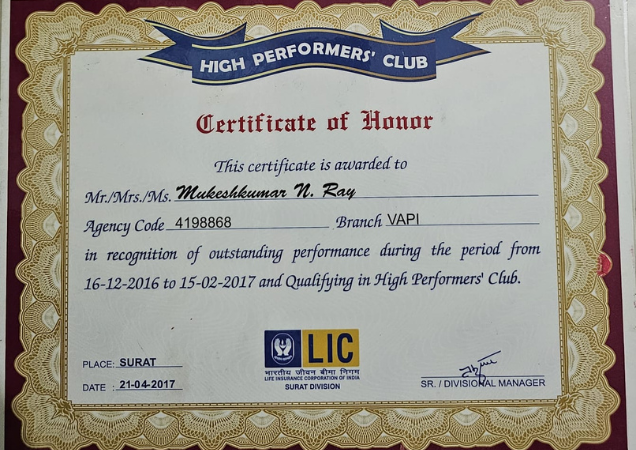 HIGH PERFORMERS' CLUB
Certificate of Honor
This certificate is awarded to
Mr./Mrs./Ms. Mukeshkumar N. Ray
Agency Code 4198868 Branch VAPI
in recognition of outstanding performance during the period from
16-12-2016 to 15-02-2017 and Qualifying in High Performers' Club.
LIC
भारतीय जीवन बीमा निगम
LIFE INSURANCE CORPORATION OF INDIA
SURAT DIVISION
PLACE: SURAT
DATE : 21-04-2017
SR. / DIVISIONAL MANAGER